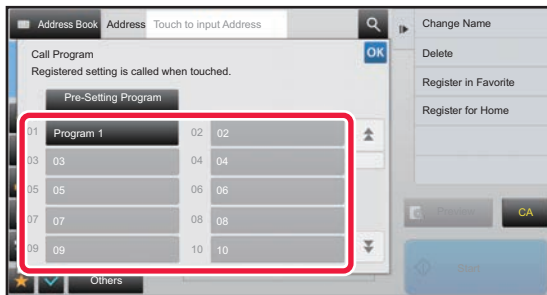 Address Book Address Touch to input Address
Change Name
Call Program OK
Delete
Registered setting is called when touched.
Register in Favorite
Pre-Setting Program
Register for Home
01 Program 1 02 02
03 03 04 04
05 05 06 06
07 07 08 08
Preview CA
09 09 10 10
Start
Others